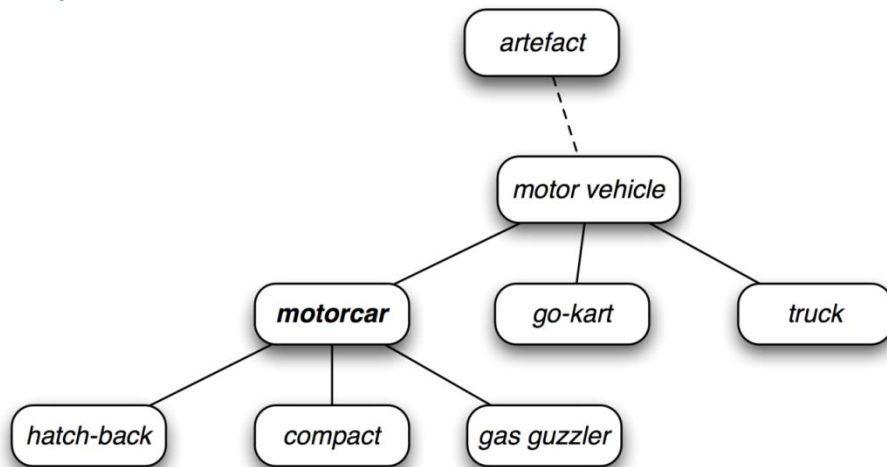 artefact
motor vehicle
motorcar
go-kart
truck
hatch-back
compact
gas guzzler